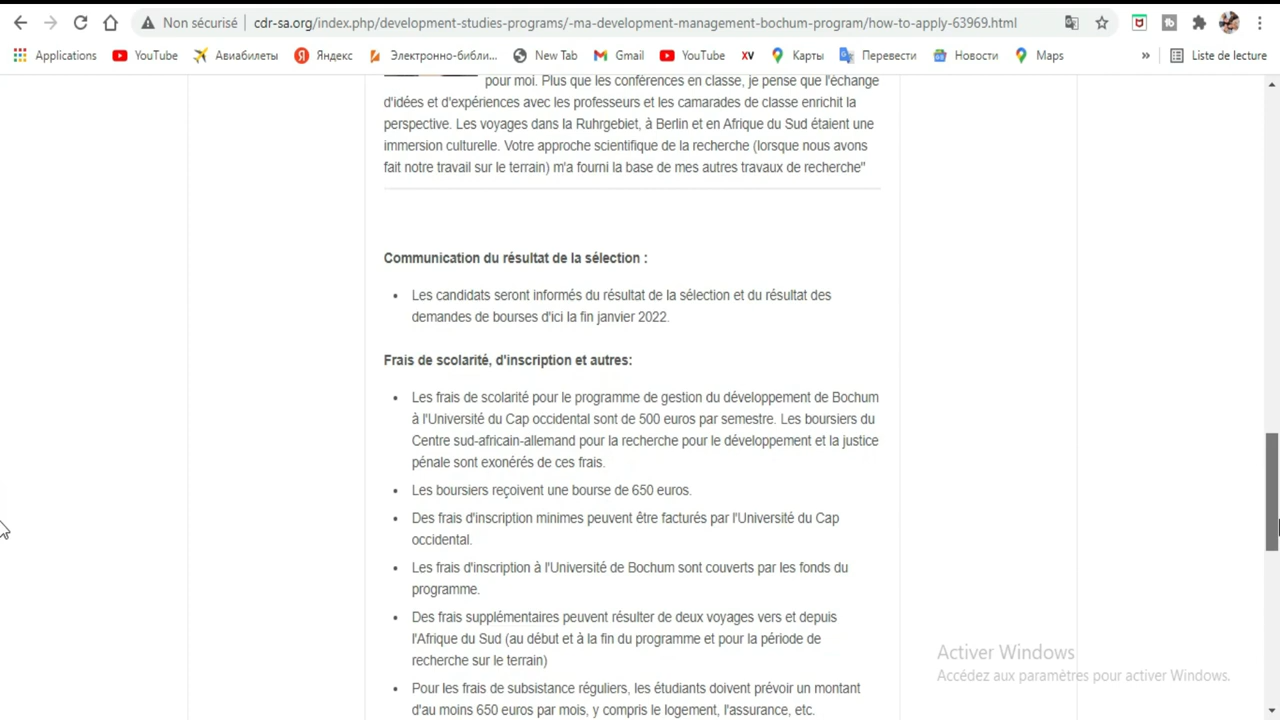 Non sécurisé cdr-sa.org/index.php/development-studies-programs/-ma-development-management-bochum-program/how-to-apply-63969.html
Applications YouTube Авиабилеты Яндекс Электронно-библи... New Tab Gmail YouTube XV Карты Перевести Новости Maps » Liste de lecture
pour moi. Plus que les conférences en classe, je pense que l'échange
d'idées et d'expériences avec les professeurs et les camarades de classe enrichit la
perspective. Les voyages dans la Ruhrgebiet, à Berlin et en Afrique du Sud étaient une
immersion culturelle. Votre approche scientifique de la recherche (lorsque nous avons
fait notre travail sur le terrain) m'a fourni la base de mes autres travaux de recherche"
Communication du résultat de la sélection :
• Les candidats seront informés du résultat de la sélection et du résultat des
demandes de bourses d'ici la fin janvier 2022.
Frais de scolarité, d'inscription et autres:
• Les frais de scolarité pour le programme de gestion du développement de Bochum
à l'Université du Cap occidental sont de 500 euros par semestre. Les boursiers du
Centre sud-africain-allemand pour la recherche pour le développement et la justice
pénale sont exonérés de ces frais.
• Les boursiers reçoivent une bourse de 650 euros.
• Des frais d'inscription minimes peuvent être facturés par l'Université du Cap
occidental.
• Les frais d'inscription à l'Université de Bochum sont couverts par les fonds du
programme.
• Des frais supplémentaires peuvent résulter de deux voyages vers et depuis
l'Afrique du Sud (au début et à la fin du programme et pour la période de
recherche sur le terrain)
• Pour les frais de subsistance réguliers, les étudiants doivent prévoir un montant
d'au moins 650 euros par mois, y compris le logement, l'assurance, etc.
Activer Windows
Accédez aux paramètres pour activer Windows.